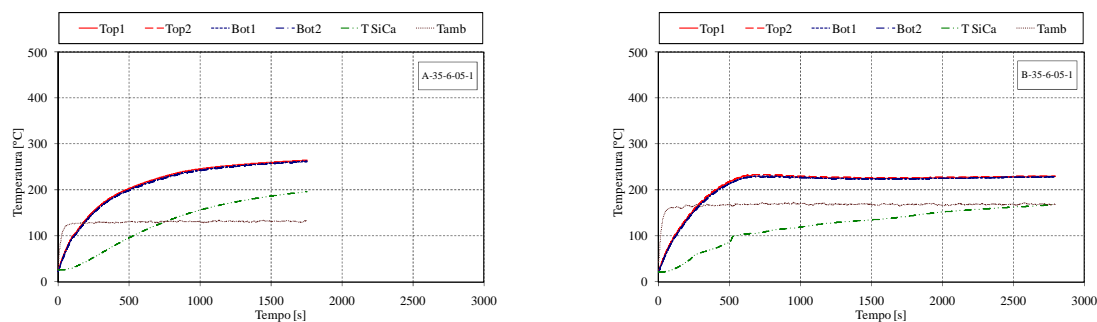 Top1 Top2 Bot1 Bot2 T SiCa Tamb
500
400
300
200
100
0
Temperatura [°C]
A-35-6-05-1
0 500 1000 1500 2000 2500 3000
Tempo [s]
Top1 Top2 Bot1 Bot2 T SiCa Tamb
500
400
300
200
100
0
Temperatura [°C]
B-35-6-05-1
0 500 1000 1500 2000 2500 3000
Tempo [s]